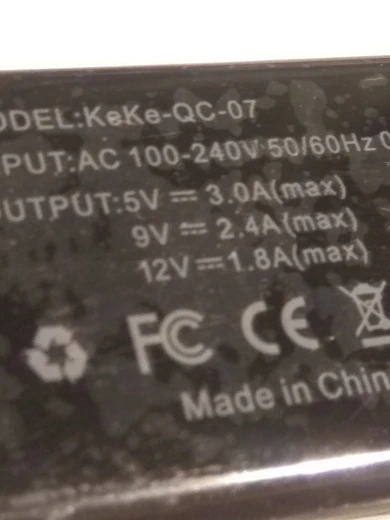 ODEL:KeKe-QC-07
PUT:AC 100-240V 50/60Hz 0
UTPUT:5V ⎓ 3.0A(max)
9V ⎓ 2.4A(max)
12V⎓1.8A(max)
FC CE
Made in Chin